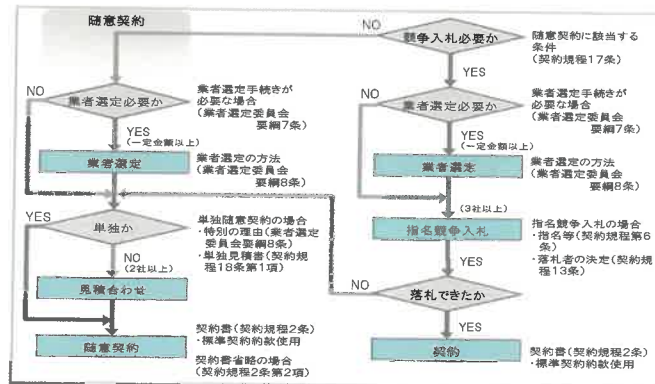 随意契約
NO
競争入札必要か
随意契約に該当する
条件
(契約規程17条)
YES
NO
業者選定必要か
業者選定手続きが
必要な場合
(業者選定委員会
要綱7条)
YES
(一定金額以上)
業者選定
業者選定の方法
(業者選定委員会
要綱8条)
NO
業者選定必要か
業者選定手続きが
必要な場合
(業者選定委員会
要綱7条)
YES
(一定金額以上)
業者選定
業者選定の方法
(業者選定委員会
要綱8条)
(3社以上)
指名競争入札
指名競争入札の場合
・指名等(契約規程第6
条)
・落札者の決定(契約規
程13条)
YES
YES
単独か
単独随意契約の場合
・特別の理由(業者選定
委員会要綱8条)
・単独見積書(契約規
程18条第1項)
NO
(2社以上)
見積合わせ
NO
落札できたか
YES
随意契約
契約書(契約規程2条)
・標準契約約款使用
契約書省略の場合
(契約規程2条第2項)
契約
契約書(契約規程2条)
・標準契約約款使用